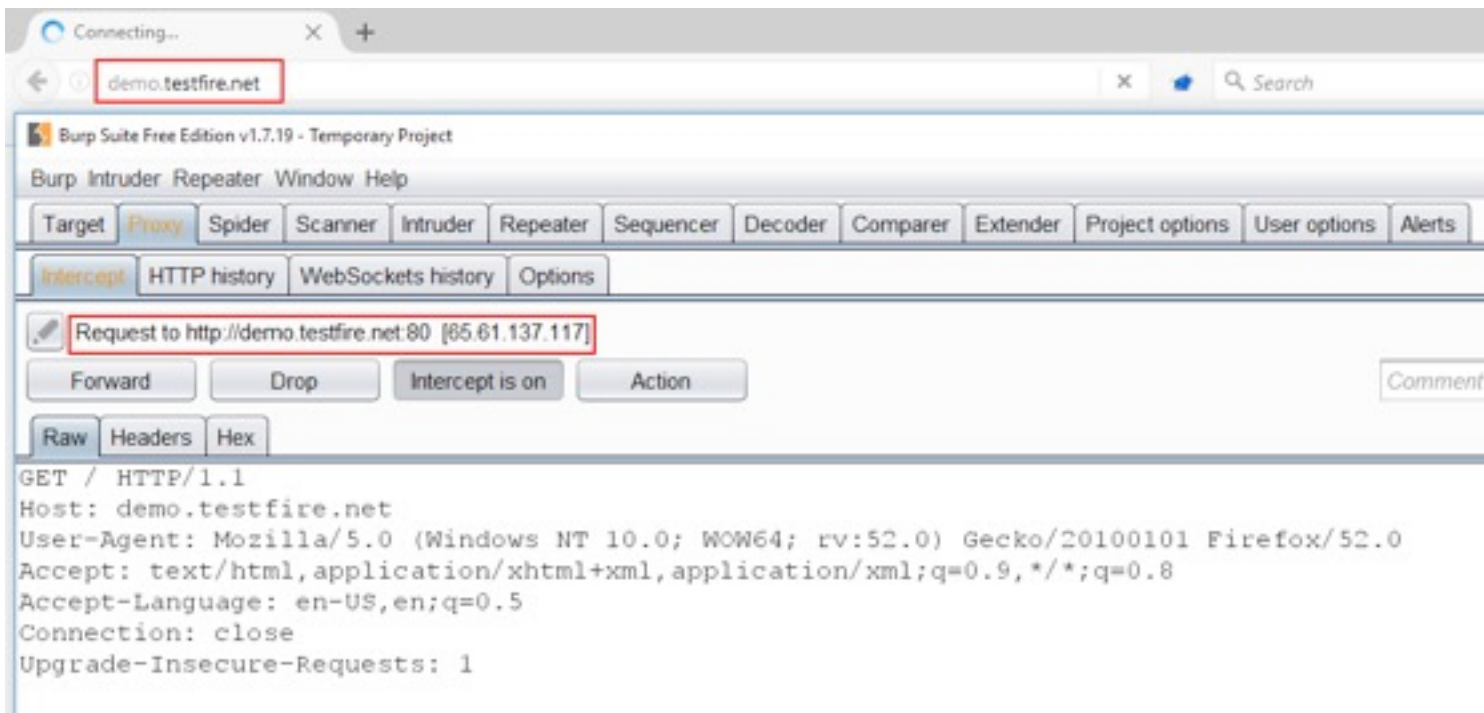 Connecting...
demo.testfire.net
Search
Burp Suite Free Edition v1.7.19 - Temporary Project
Burp Intruder Repeater Window Help
Target Proxy Spider Scanner Intruder Repeater Sequencer Decoder Comparer Extender Project options User options Alerts
Intercept HTTP history WebSockets history Options
Request to http://demo.testfire.net:80 [65.61.137.117]
Forward Drop Intercept is on Action Comment
Raw Headers Hex
GET / HTTP/1.1
Host: demo.testfire.net
User-Agent: Mozilla/5.0 (Windows NT 10.0; WOW64; rv:52.0) Gecko/20100101 Firefox/52.0
Accept: text/html,application/xhtml+xml,application/xml;q=0.9,*/*;q=0.8
Accept-Language: en-US,en;q=0.5
Connection: close
Upgrade-Insecure-Requests: 1